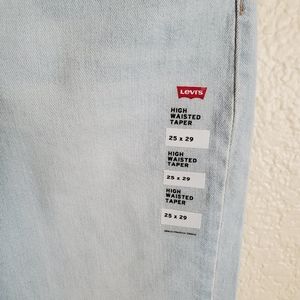 Levi's
HIGH
WAISTED
TAPER
25 x 29
HIGH
WAISTED
TAPER
25 x 29
HIGH
WAISTED
TAPER
25 x 29